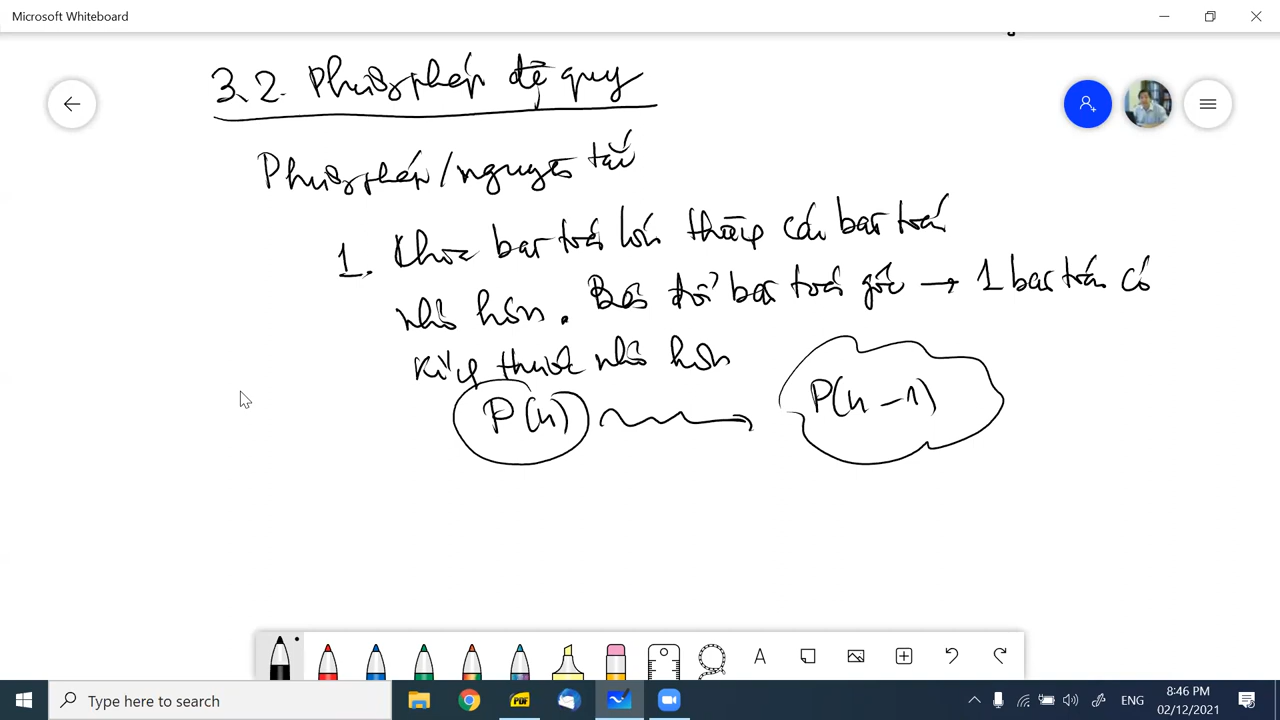 Microsoft Whiteboard
3.2. Phương pháp đệ quy
Phương pháp/nguyên tắc
1. bài toán lớn thành các bài toán
nhỏ hơn. Biến đổi bài toán gốc → 1 bài toán có
kích thước nhỏ hơn
P(n) P(n-1)
Type here to search
PDF
ENG
8:46 PM
02/12/2021